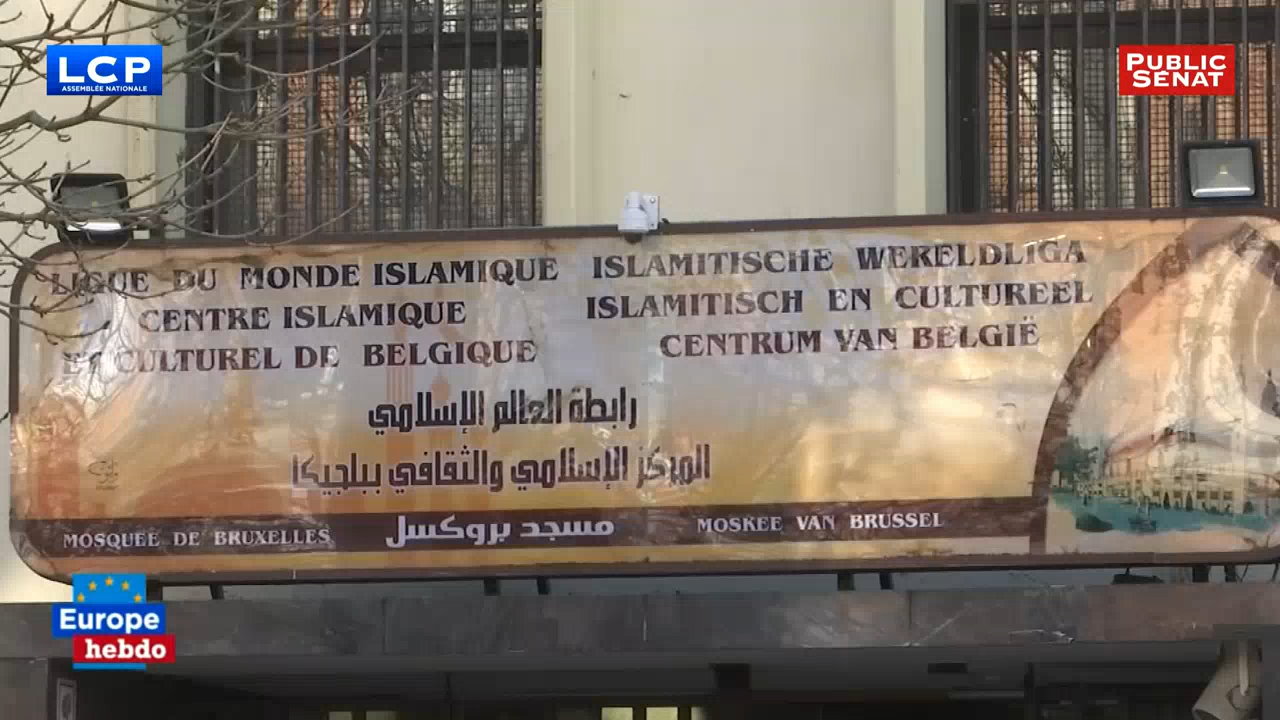 LCP
ASSEMBLÉE NATIONALE
PUBLIC
SÉNAT
LIGUE DU MONDE ISLAMIQUE
CENTRE ISLAMIQUE
ET CULTUREL DE BELGIQUE
ISLAMITISCHE WERELDLIGA
ISLAMITISCH EN CULTUREEL
CENTRUM VAN BELGIË
رابطة العالم الإسلامي
المركز الإسلامي والثقافي ببلجيكا
MOSQUEE DE BRUXELLES
مسجد بروكسل
MOSKEE VAN BRUSSEL
Europe
hebdo